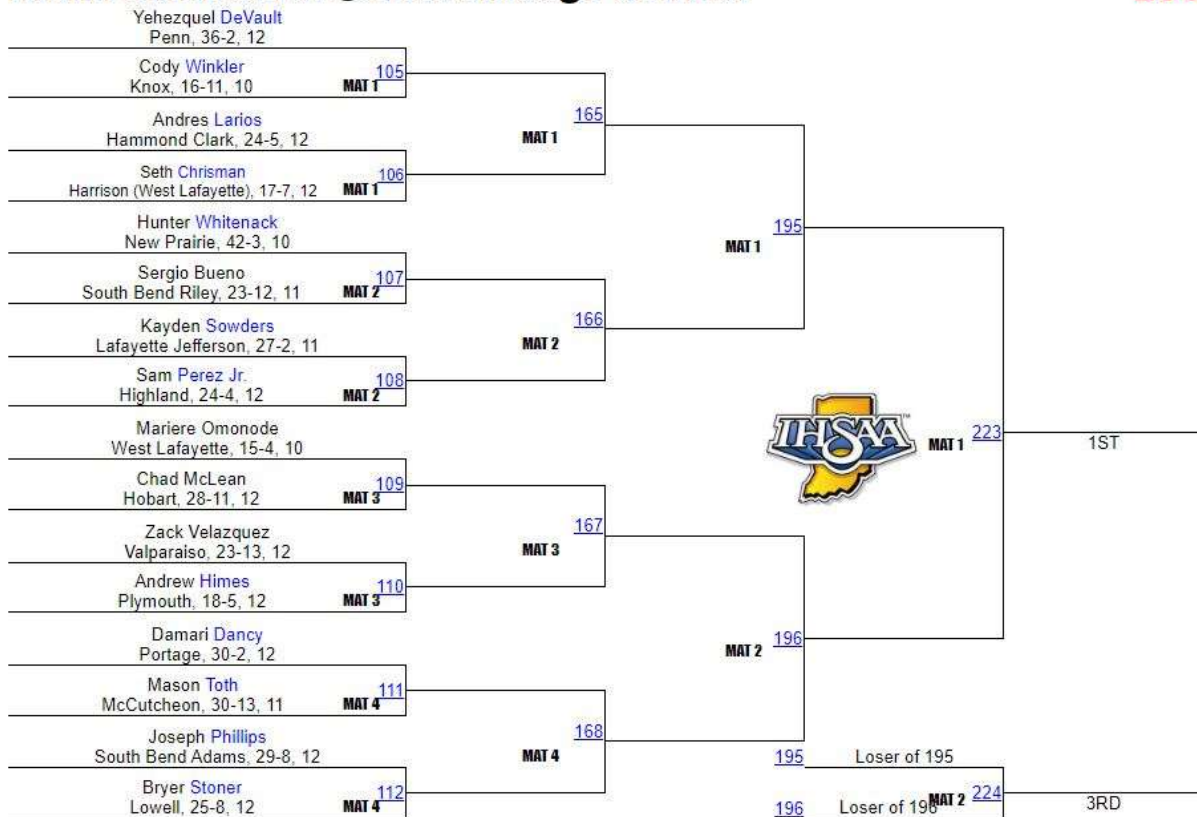 Yehezquel DeVault
Penn, 36-2, 12
Cody Winkler
Knox, 16-11, 10
MAT 1
105
Andres Larios
Hammond Clark, 24-5, 12
MAT 1
165
Seth Chrisman
Harrison (West Lafayette), 17-7, 12
MAT 1
106
Hunter Whitenack
New Prairie, 42-3, 10
MAT 1
195
Sergio Bueno
South Bend Riley, 23-12, 11
MAT 2
107
Kayden Sowders
Lafayette Jefferson, 27-2, 11
MAT 2
166
Sam Perez Jr.
Highland, 24-4, 12
MAT 2
108
Mariere Omonode
West Lafayette, 15-4, 10
IHSAA
TM
MAT 1
223
1ST
Chad McLean
Hobart, 28-11, 12
MAT 3
109
Zack Velazquez
Valparaiso, 23-13, 12
MAT 3
167
Andrew Himes
Plymouth, 18-5, 12
MAT 3
110
Damari Dancy
Portage, 30-2, 12
MAT 2
196
Mason Toth
McCutcheon, 30-13, 11
MAT 4
111
Joseph Phillips
South Bend Adams, 29-8, 12
MAT 4
168
195
Loser of 195
Bryer Stoner
Lowell, 25-8, 12
MAT 4
112
196
Loser of 196
MAT 2
224
3RD